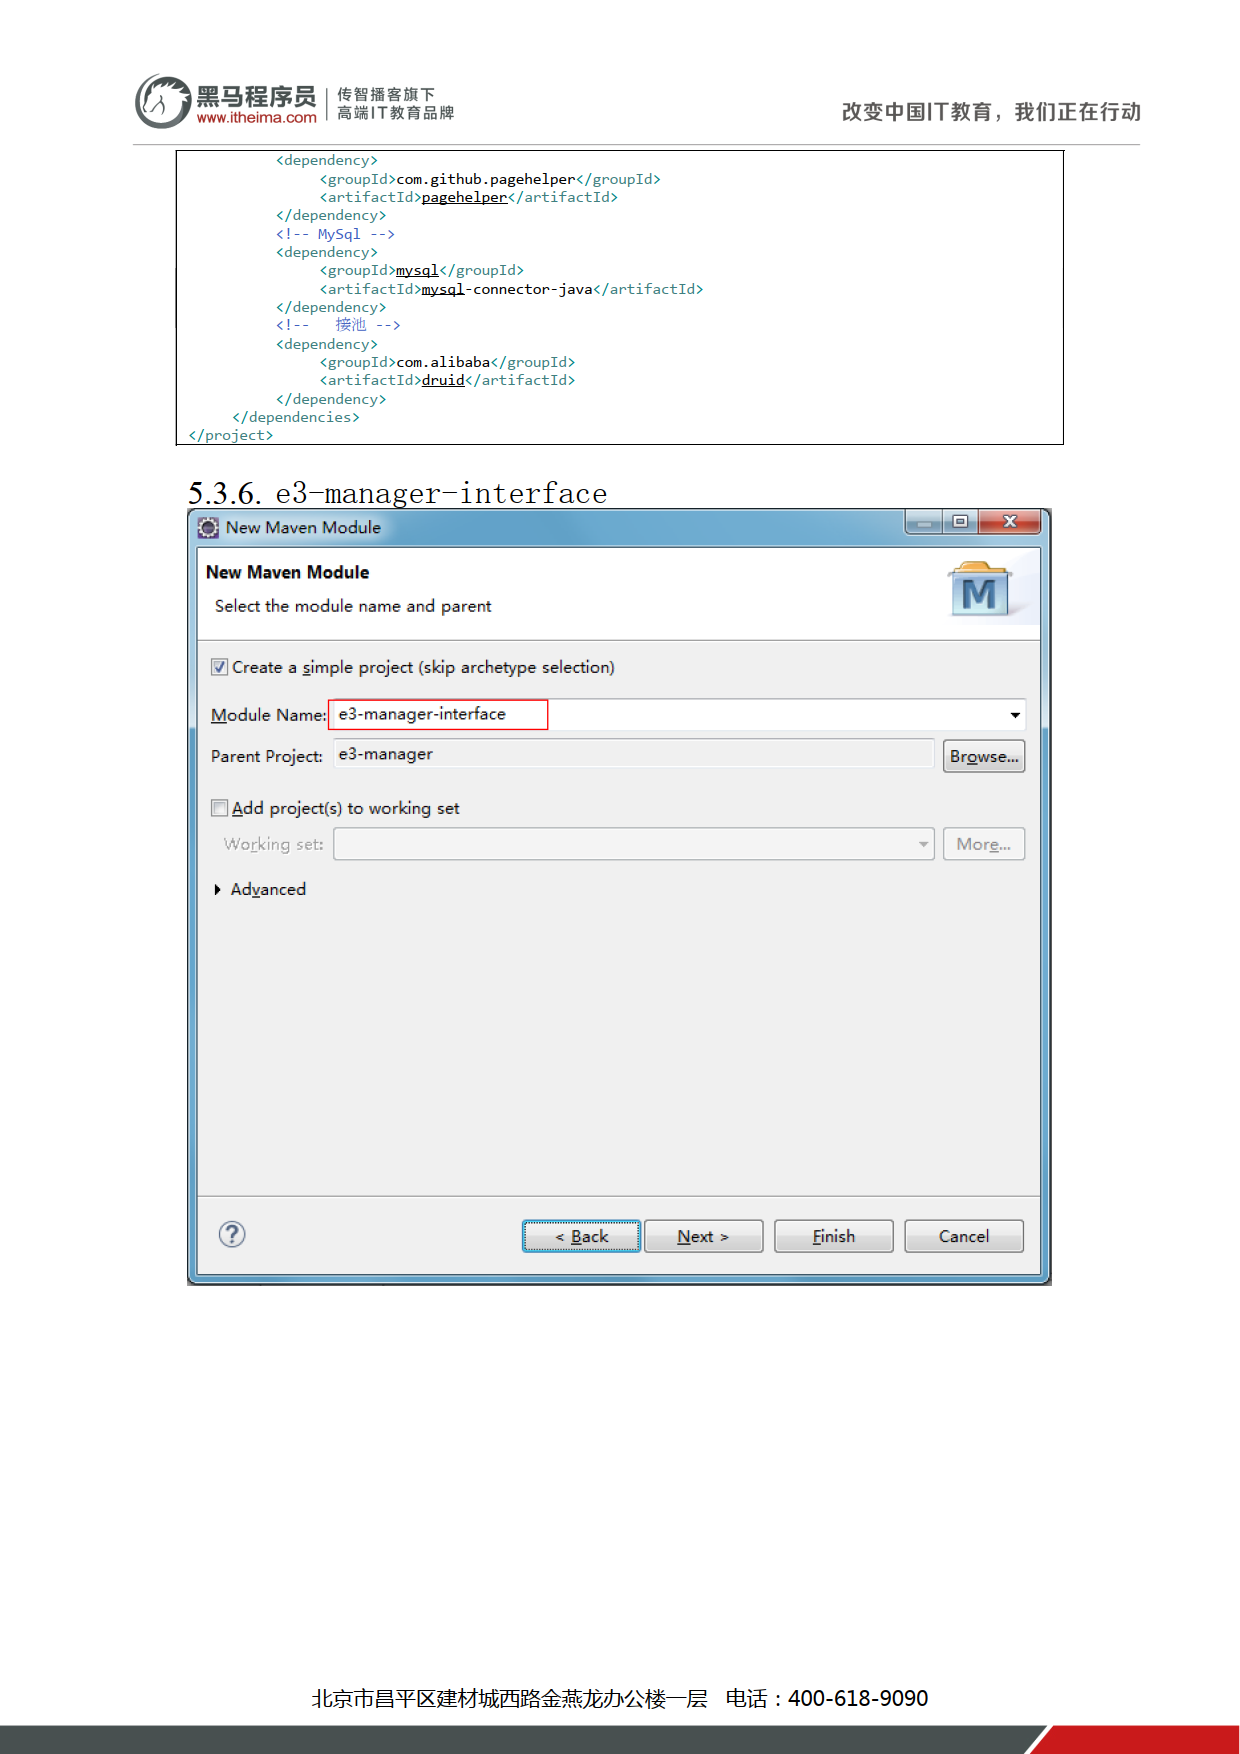 黑马程序员
www.itheima.com
传智播客旗下
高端IT教育品牌
改变中国IT教育，我们正在行动
<dependency>
<groupId>com.github.pagehelper</groupId>
<artifactId>pagehelper</artifactId>
</dependency>
<!-- MySql -->
<dependency>
<groupId>mysql</groupId>
<artifactId>mysql-connector-java</artifactId>
</dependency>
<!-- 接池 -->
<dependency>
<groupId>com.alibaba</groupId>
<artifactId>druid</artifactId>
</dependency>
</dependencies>
</project>
5.3.6. e3-manager-interface
New Maven Module
New Maven Module
Select the module name and parent
M
Create a simple project (skip archetype selection)
Module Name: e3-manager-interface
Parent Project: e3-manager Browse...
Add project(s) to working set
Working set: More...
Advanced
? < Back Next > Finish Cancel
北京市昌平区建材城西路金燕龙办公楼一层 电话：400-618-9090